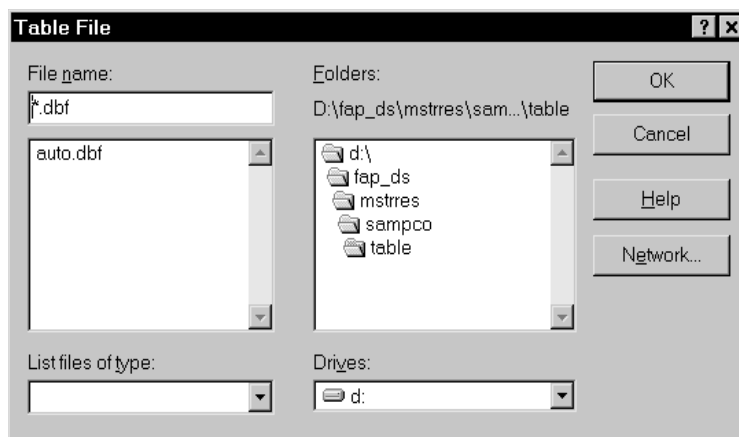 Table File
File name:
*.dbf
auto.dbf
List files of type:
Folders:
D:\fap_ds\mstrres\sam...\table
d:\
fap_ds
mstrres
sampco
table
Drives:
d:
OK
Cancel
Help
Network...